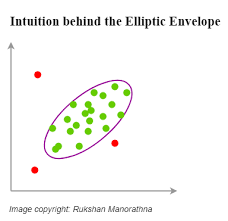 Intuition behind the Elliptic Envelope
Image copyright: Rukshan Manorathna